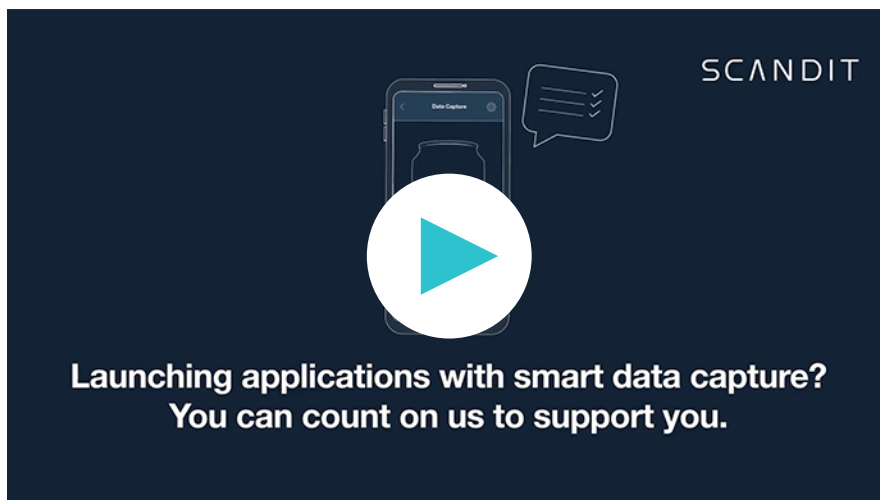 SCANDIT
Data Capture
Launching applications with smart data capture?
You can count on us to support you.